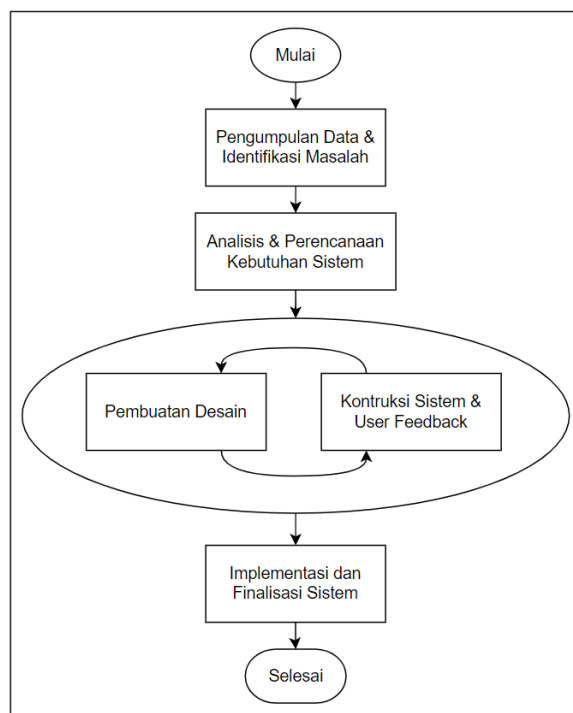 Mulai
Pengumpulan Data &
Identifikasi Masalah
Analisis & Perencanaan
Kebutuhan Sistem
Pembuatan Desain
Kontruksi Sistem &
User Feedback
Implementasi dan
Finalisasi Sistem
Selesai